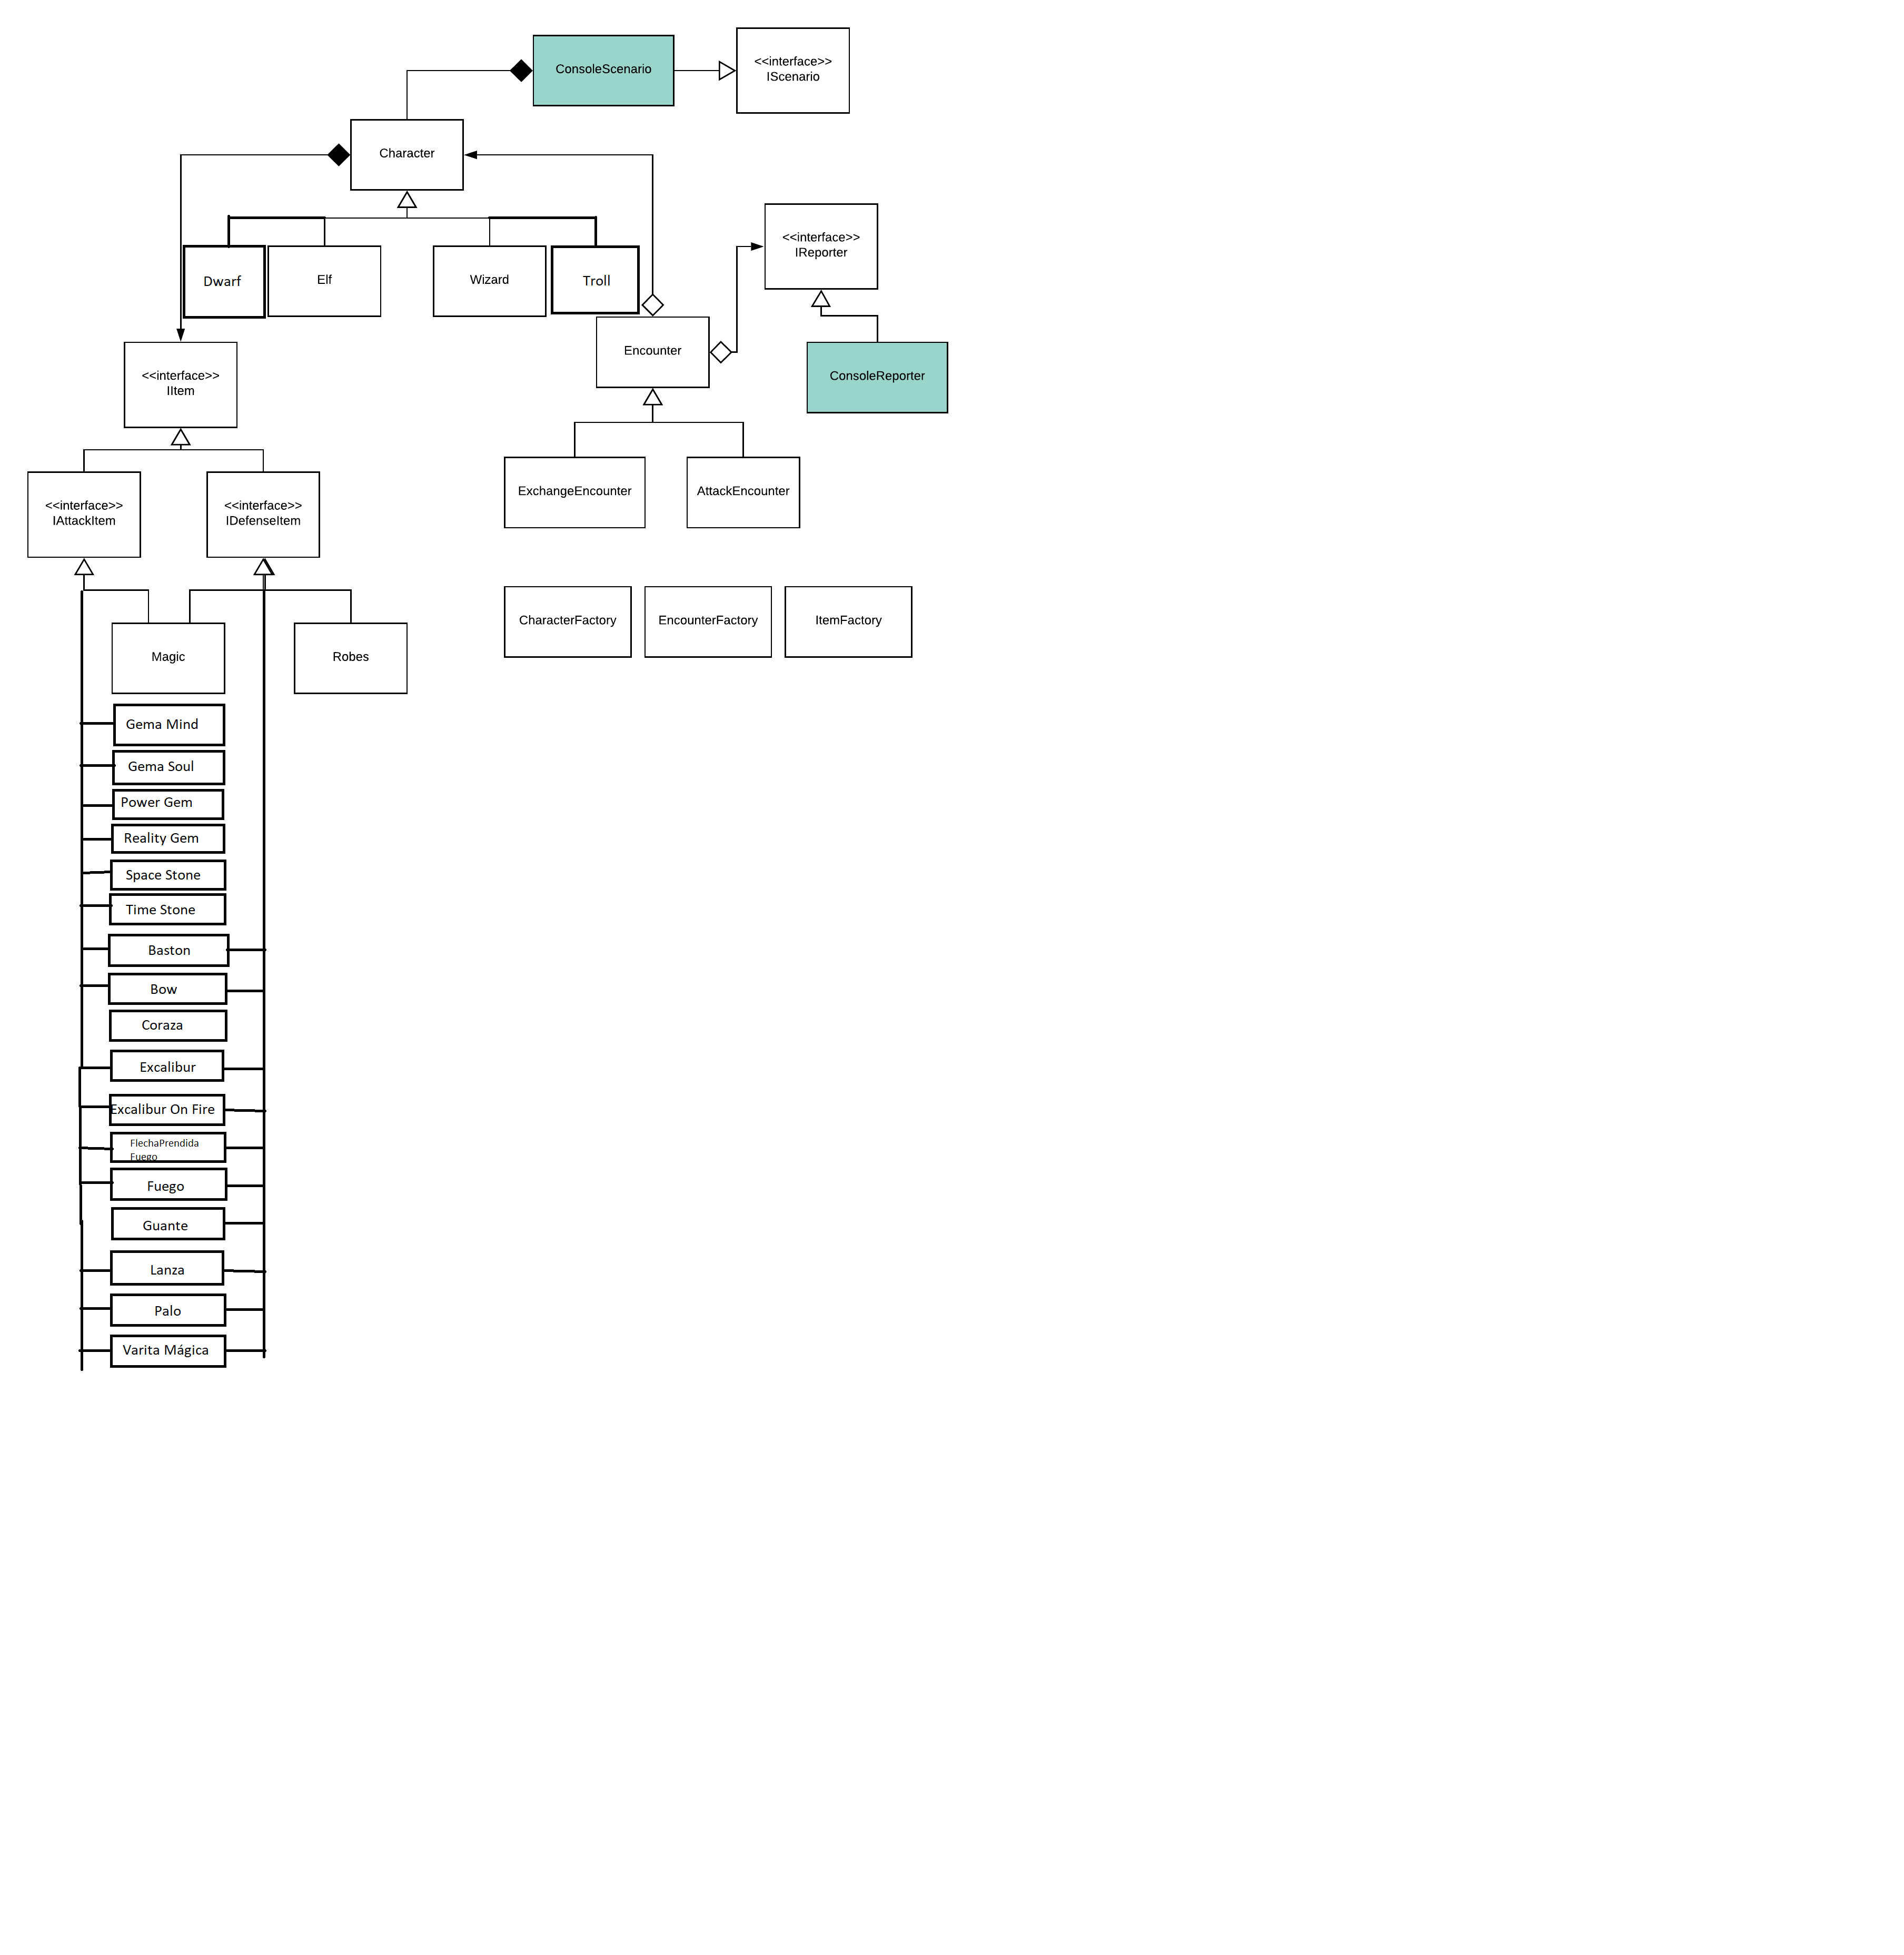 ConsoleScenario
<<interface>>
IScenario
Character
<<interface>>
IReporter
Dwarf
Elf
Wizard
Troll
Encounter
<<interface>>
IItem
ConsoleReporter
<<interface>>
IAttackItem
<<interface>>
IDefenseItem
ExchangeEncounter
AttackEncounter
CharacterFactory
EncounterFactory
ItemFactory
Magic
Robes
Gema Mind
Gema Soul
Power Gem
Reality Gem
Space Stone
Time Stone
Baston
Bow
Coraza
Excalibur
Excalibur On Fire
FlechaPrendida
Fuego
Fuego
Guante
Lanza
Palo
Varita Mágica